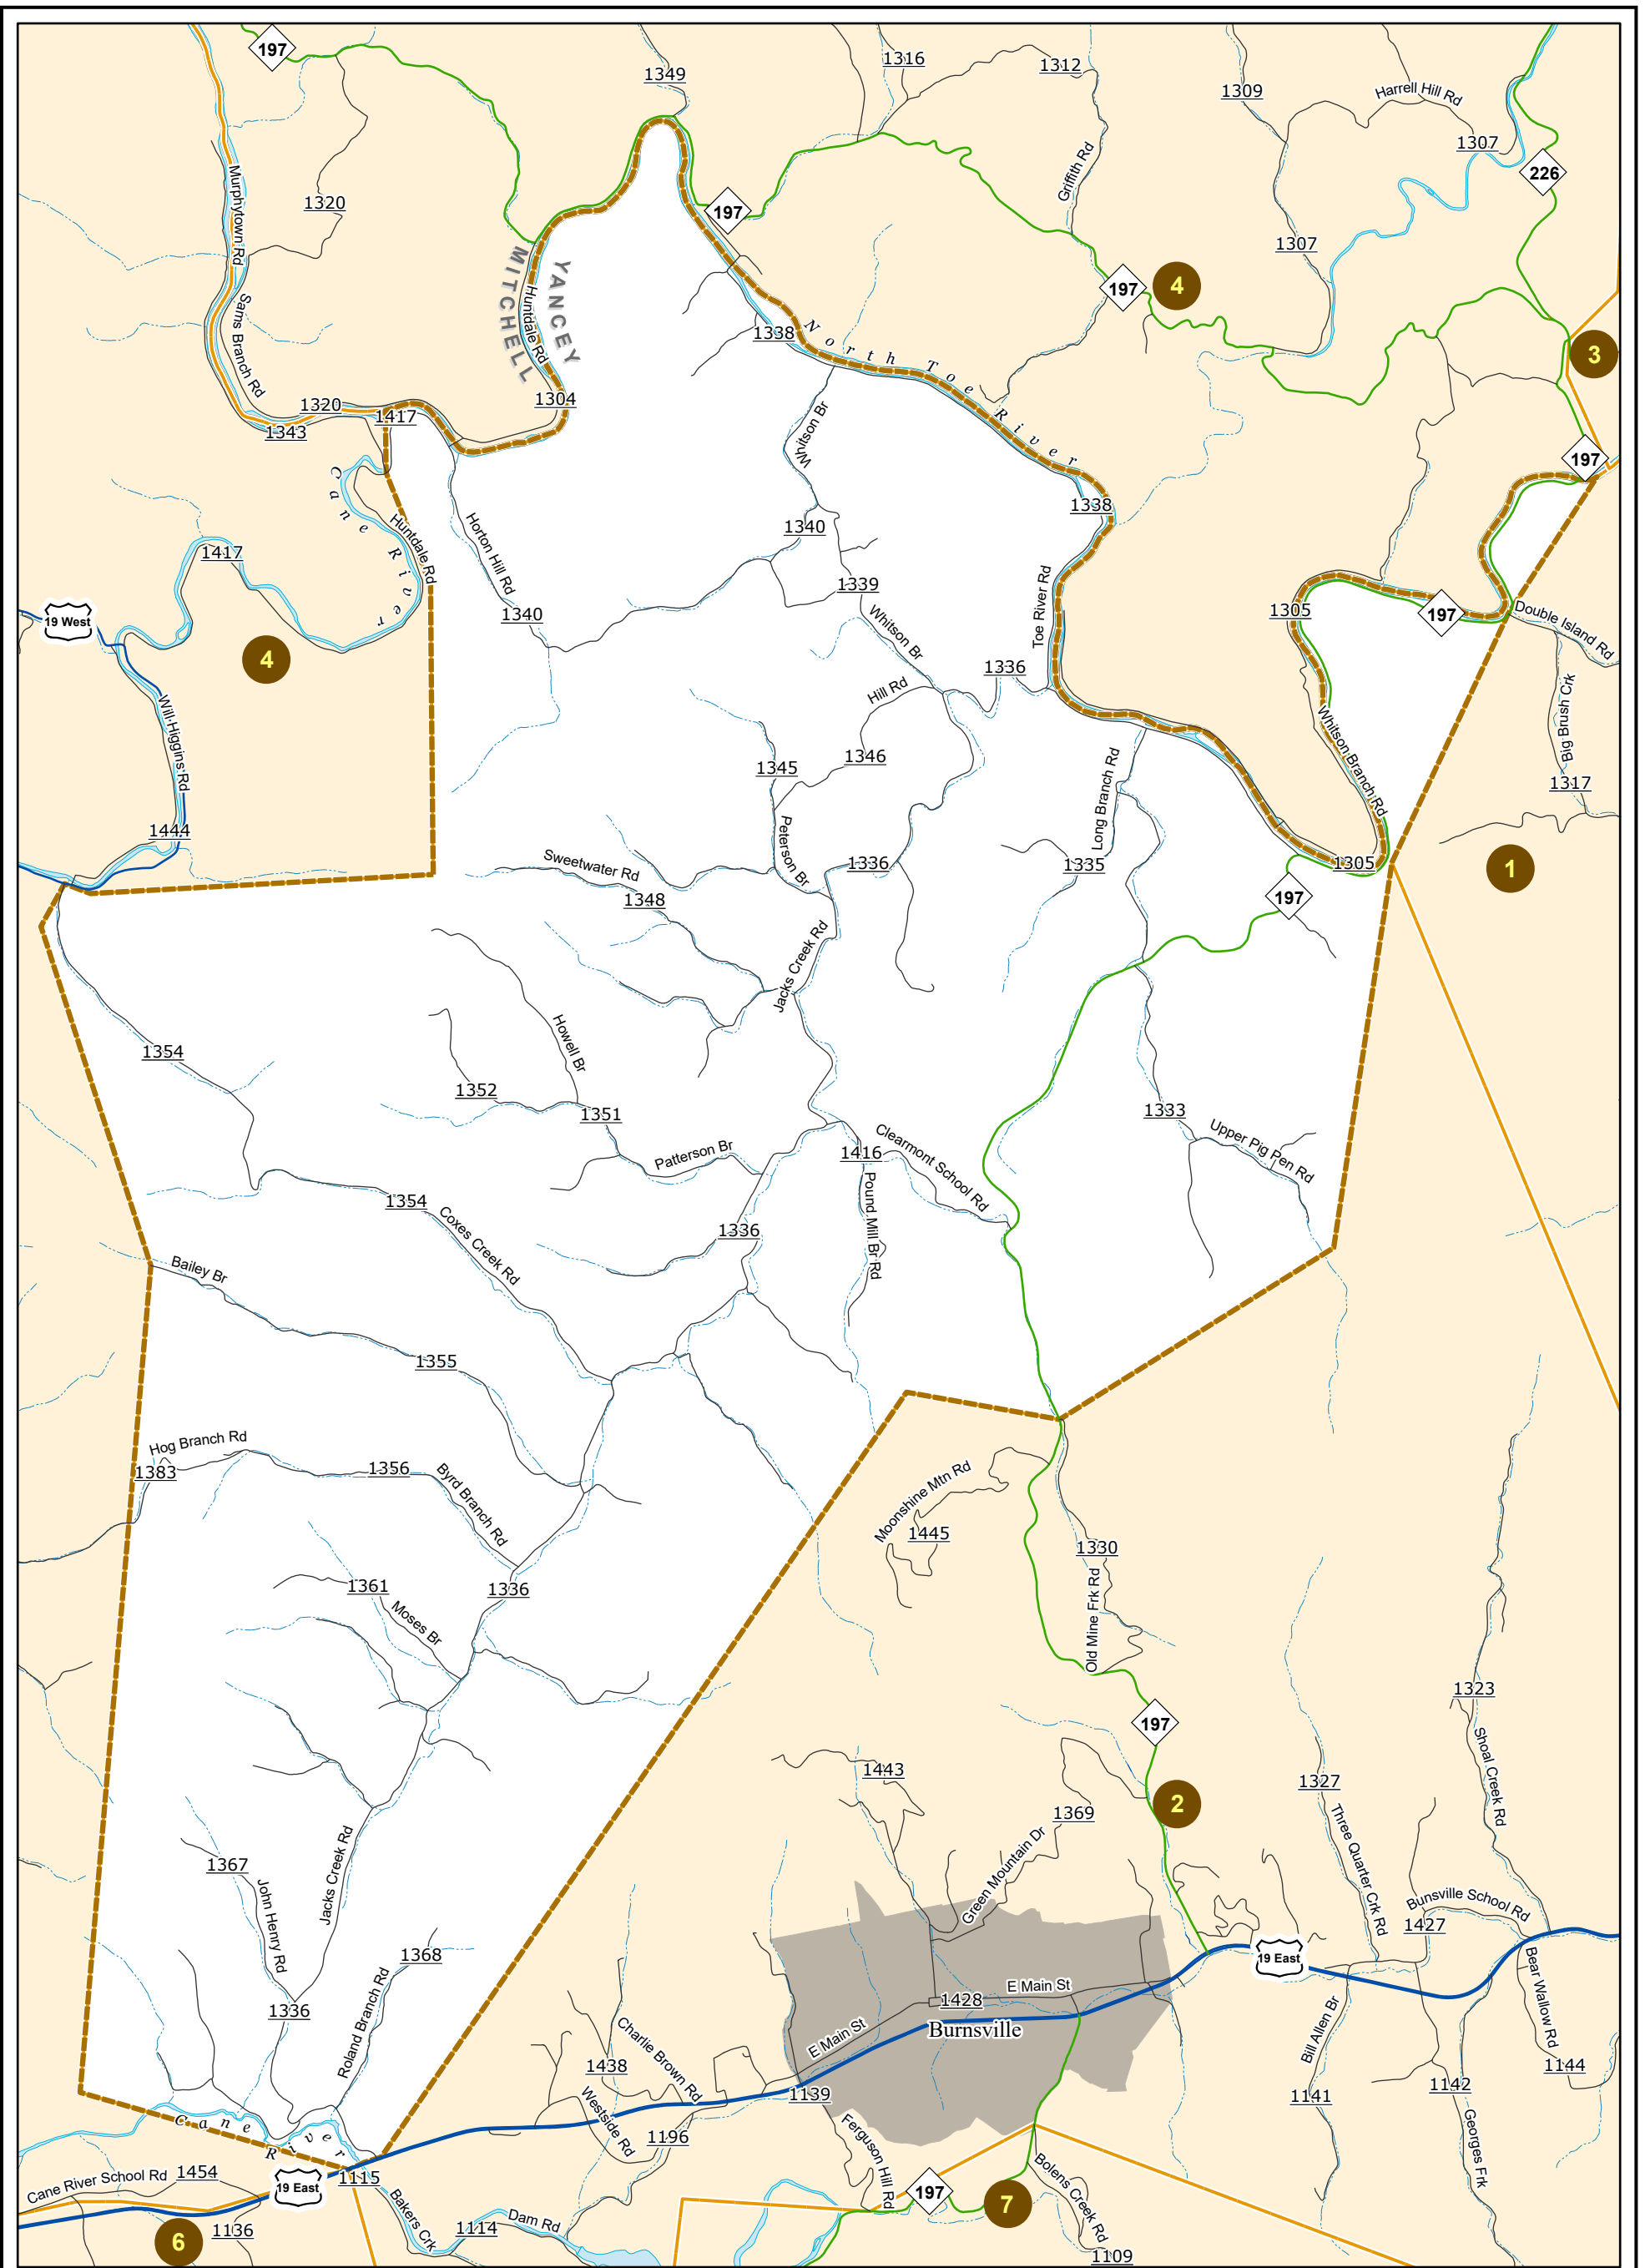 197
1349
1316
1312
1309
Harrell Hill Rd
1307
226
Murphytown Rd
1320
Griffith Rd
197
1307
MITCHELL
YANCEY
Huntdale Rd
197
4
Sams Branch Rd
1338
North Toe River
3
1304
1320
1417
1343
Whitson Br
197
Cane River
Huntdale Rd
Horton Hill Rd
1338
1340
1417
1339
Toe River Rd
1340
Whitson Br
1305
197
Double Island Rd
19 West
4
1336
Hill Rd
Will Higgins Rd
Whitson Branch Rd
Big Brush Crk
1345
1346
Long Branch Rd
1317
1444
Peterson Br
Sweetwater Rd
1336
1335
1305
1
1348
197
Jacks Creek Rd
Howell Br
1354
1352
1351
1333
Patterson Br
1416
Clearmont School Rd
Upper Pig Pen Rd
1354
Coxes Creek Rd
1336
Pound Mill Br Rd
Bailey Br
1355
Hog Branch Rd
1383
1356
Byrd Branch Rd
Moonshine Mtn Rd
1445
1330
1361
1336
Moses Br
Old Mine Frk Rd
1323
197
Shoal Creek Rd
1443
1327
2
1369
Three Quarter Crk Rd
Green Mountain Dr
1367
Jacks Creek Rd
John Henry Rd
Bunsville School Rd
1427
1368
19 East
Bear Wallow Rd
E Main St
1336
1428
Roland Branch Rd
Burnsville
E Main St
Charlie Brown Rd
Bill Allen Br
1438
1144
1139
1142
1141
Westside Rd
Cane River
1196
Ferguson Hill Rd
Georges Frk
Cane River School Rd
1454
19 East
1115
197
Bolens Creek Rd
7
Bakers Crk
Dam Rd
1114
6
1136
1109